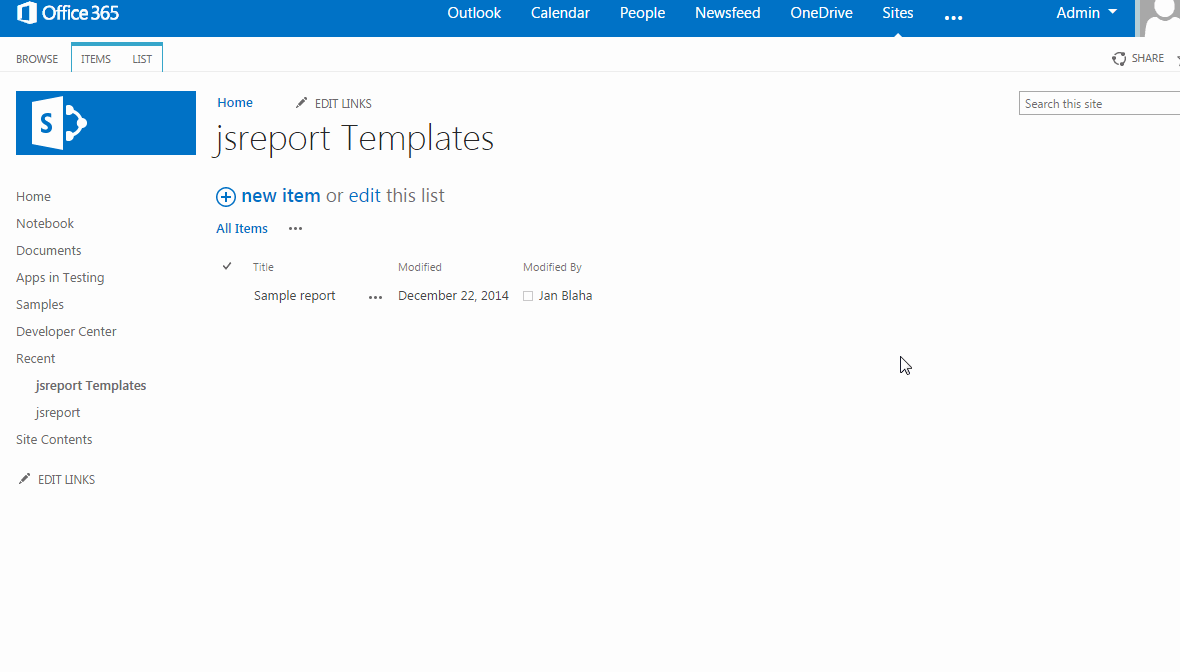 Office 365 Outlook Calendar People Newsfeed OneDrive Sites ... Admin
BROWSE ITEMS LIST SHARE
S
Home EDIT LINKS Search this site
jsreport Templates
new item or edit this list
All Items ...
Title Modified Modified By
Sample report ... December 22, 2014 Jan Blaha
Home
Notebook
Documents
Apps in Testing
Samples
Developer Center
Recent
jsreport Templates
jsreport
Site Contents
EDIT LINKS